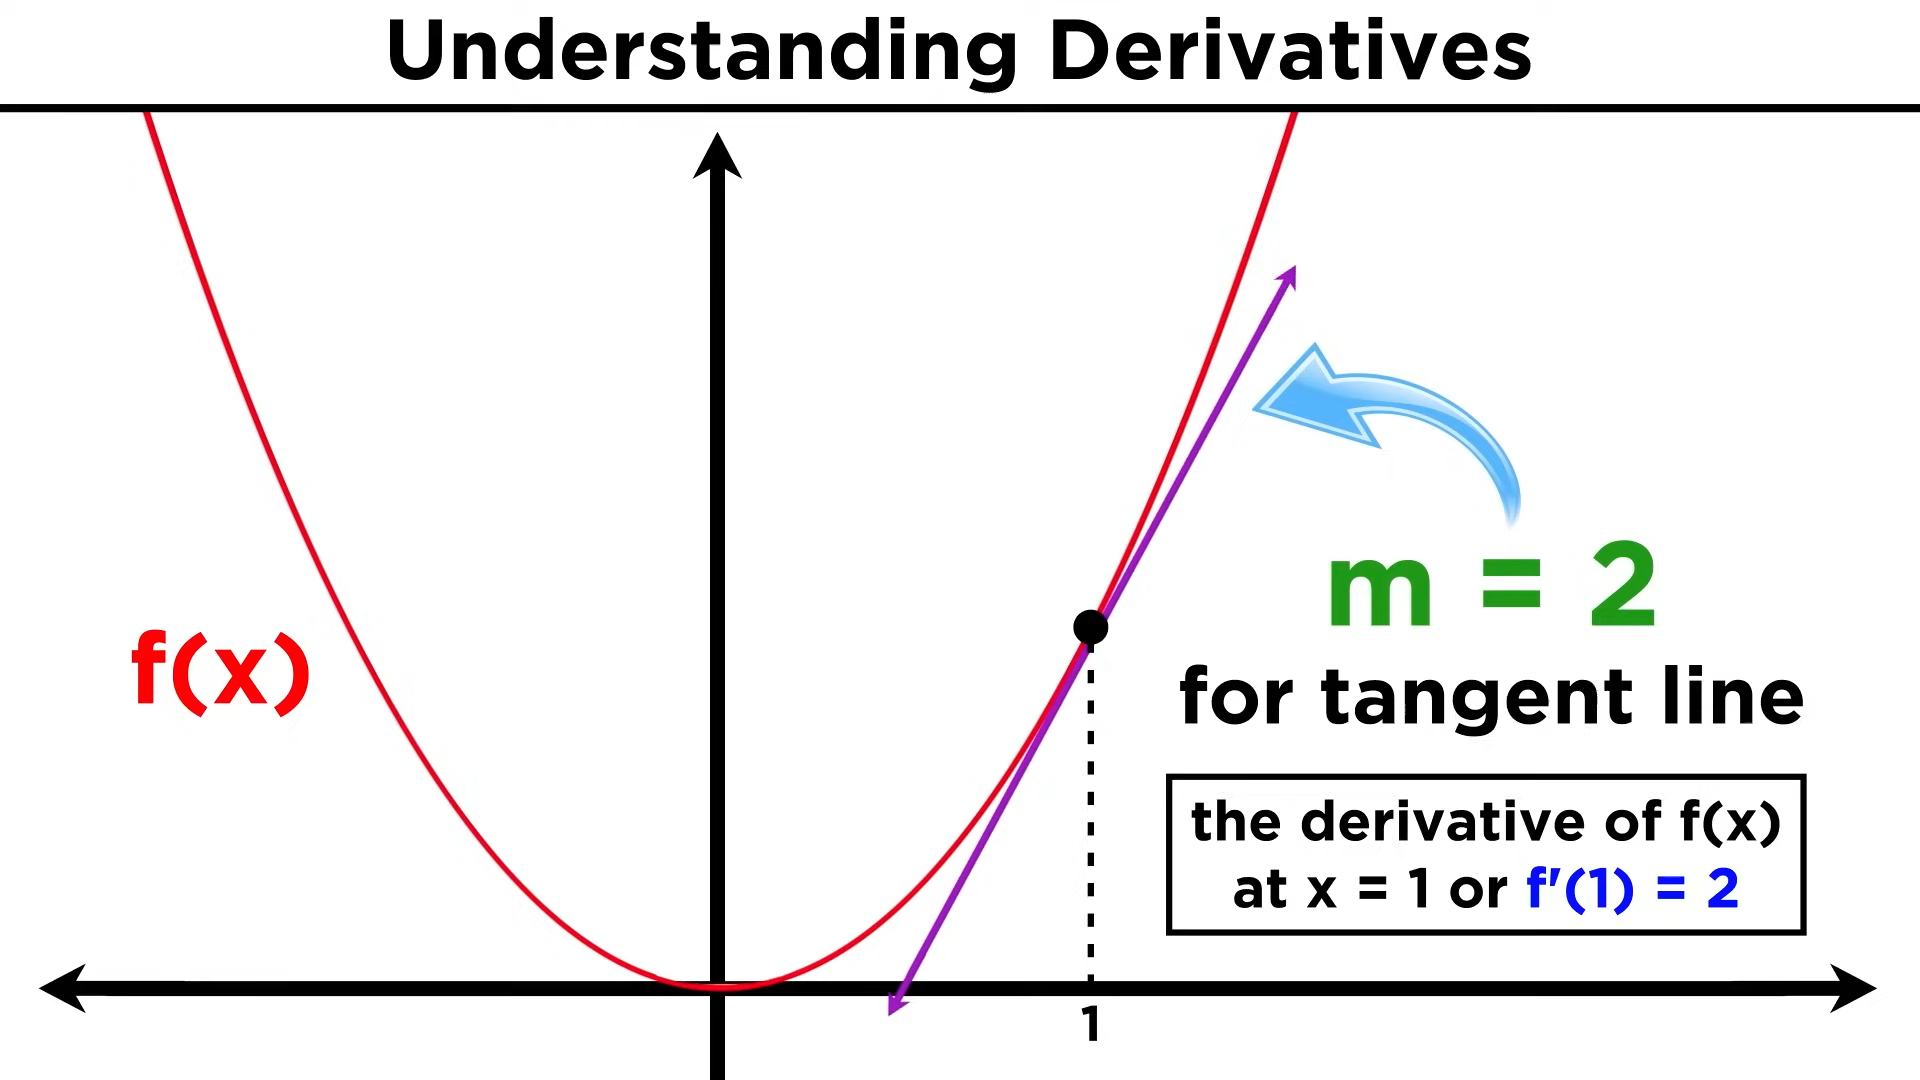 Understanding Derivatives
f(x)
m = 2
for tangent line
the derivative of f(x)
at x = 1 or f'(1) = 2
1